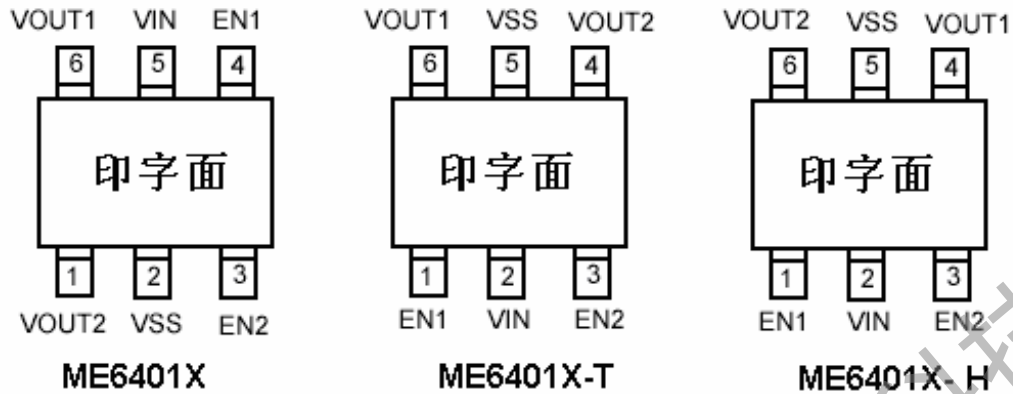 VOUT1 VIN EN1 VOUT1 VSS VOUT2 VOUT2 VSS VOUT1
6 5 4 6 5 4 6 5 4
印字面 印字面 印字面
1 2 3 1 2 3 1 2 3
VOUT2 VSS EN2 EN1 VIN EN2 EN1 VIN EN2
ME6401X ME6401X-T ME6401X- H